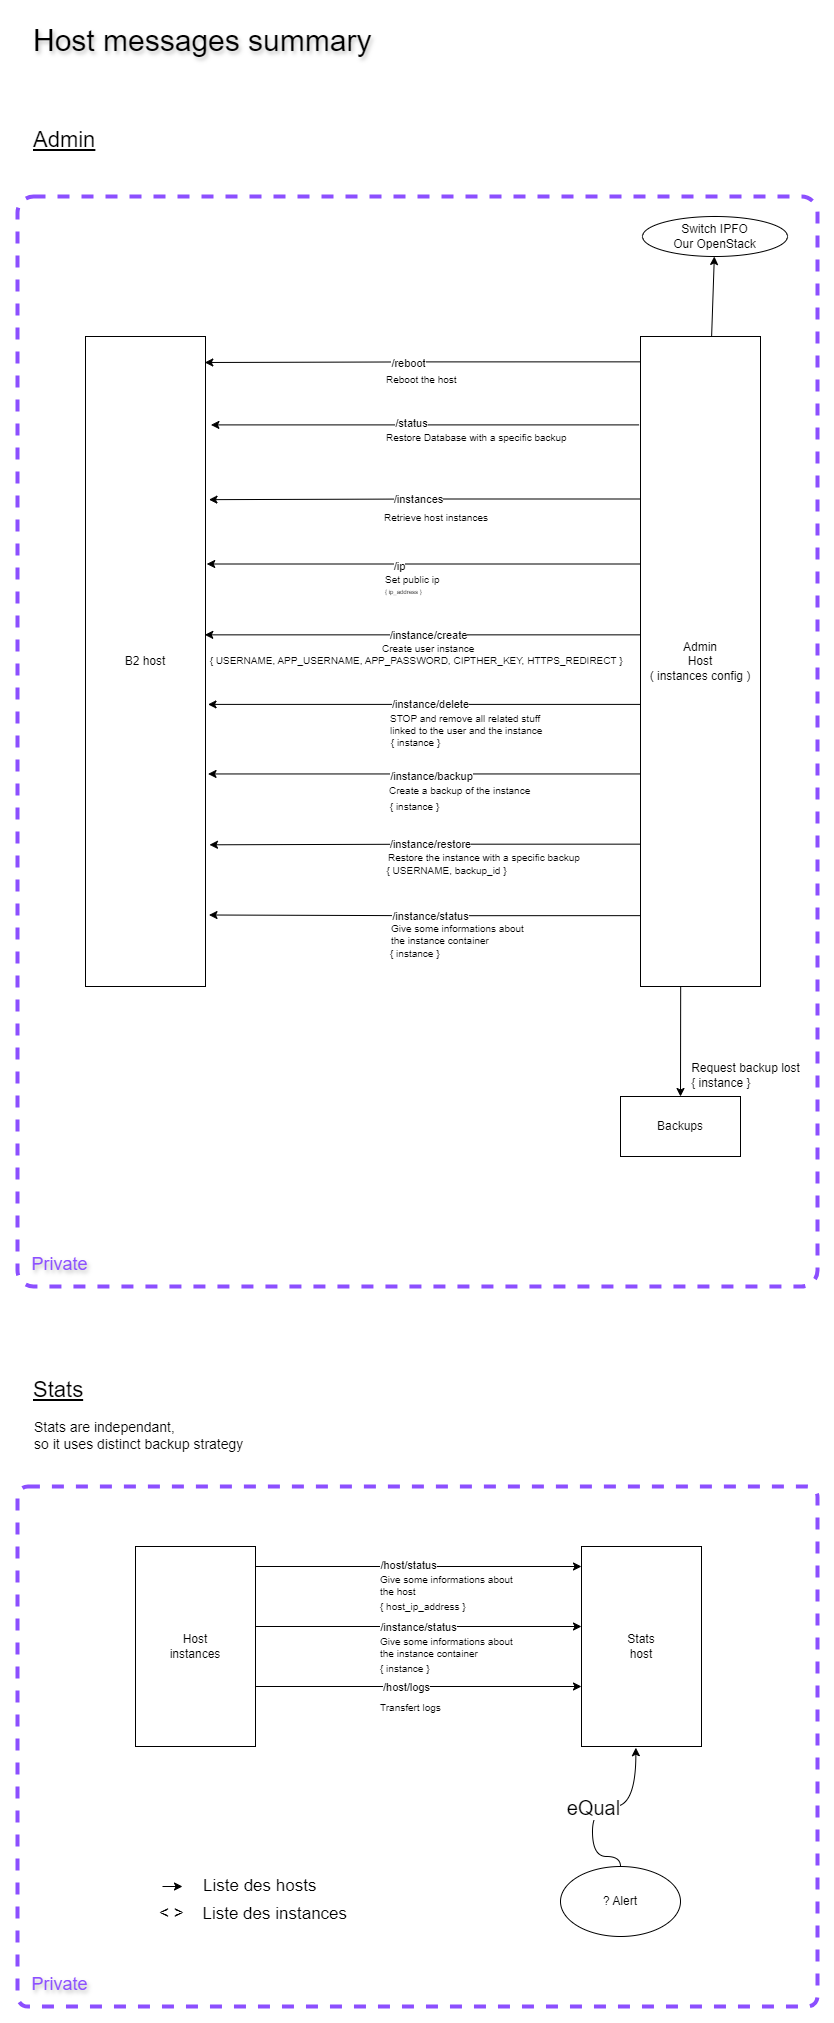 Host messages summary
Admin
Switch IPFO
Our OpenStack
/reboot
Reboot the host
/status
Restore Database with a specific backup
/instances
Retrieve host instances
/ip
Set public ip
{ ip_address }
/instance/create
Create user instance
{ USERNAME, APP_USERNAME, APP_PASSWORD, CIPTHER_KEY, HTTPS_REDIRECT }
B2 host
Admin
Host
( instances config )
/instance/delete
STOP and remove all related stuff
linked to the user and the instance
{ instance }
/instance/backup
Create a backup of the instance
{ instance }
/instance/restore
Restore the instance with a specific backup
{ USERNAME, backup_id }
/instance/status
Give some informations about
the instance container
{ instance }
Request backup lost
{ instance }
Backups
Private
Stats
Stats are independant,
so it uses distinct backup strategy
/host/status
Give some informations about
the host
{ host_ip_address }
/instance/status
Give some informations about
the instance container
{ instance }
/host/logs
Transfert logs
Host
instances
Stats
host
eQual
? Alert
Liste des hosts
< > Liste des instances
Private